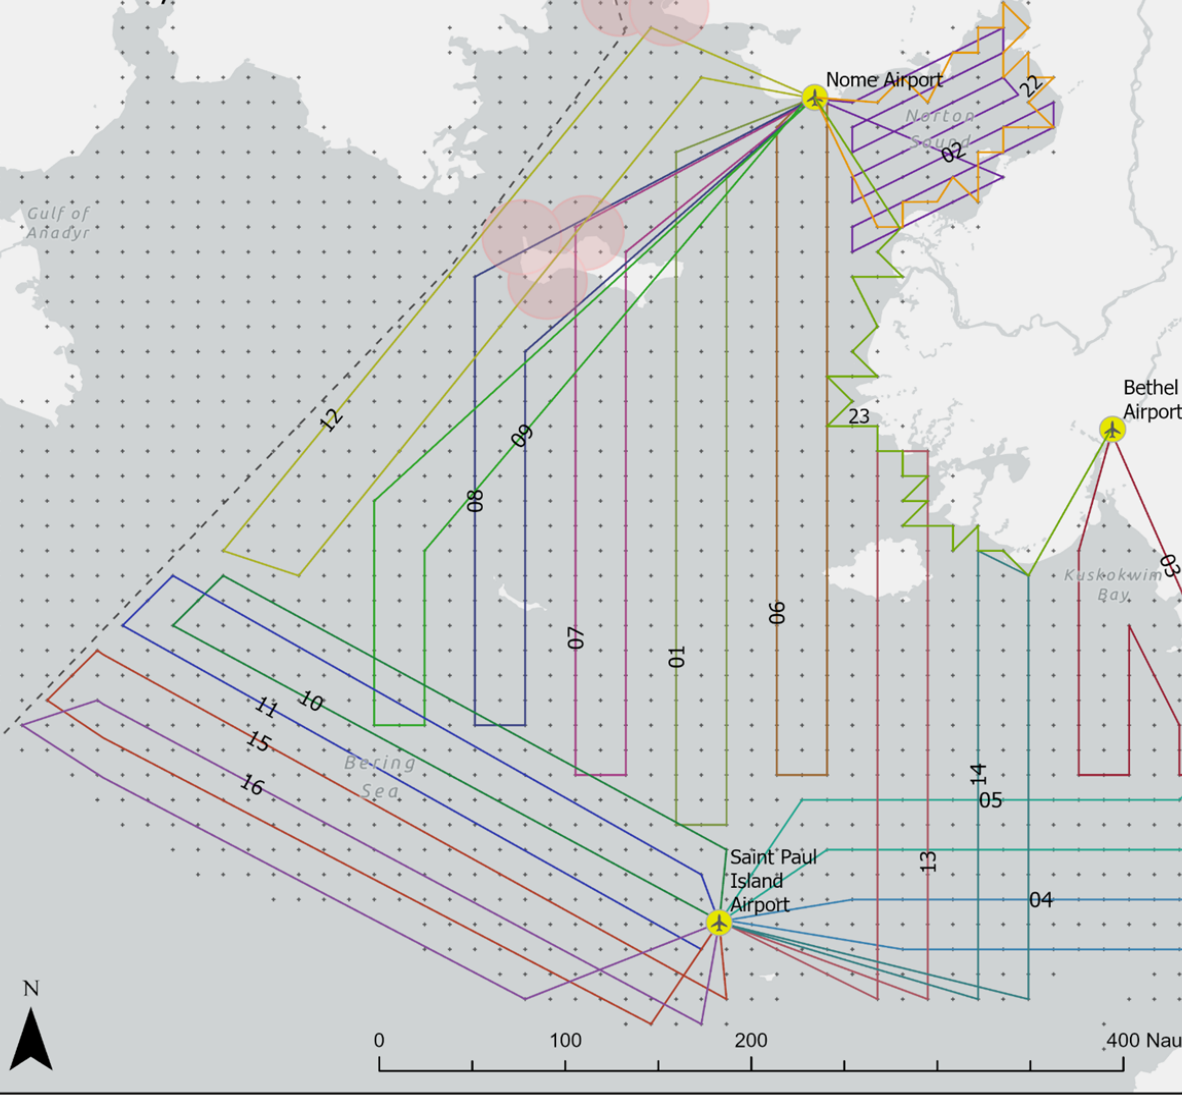 Nome Airport
22
Norton
Sound
02
Gulf of
Anadyr
Bethel
Airport
12
23
09
08
03
Kuskokwim
Bay
06
07
01
10
11
15
16
Bering
Sea
14
05
13
04
Saint Paul
Island
Airport
N
0 100 200 400 Nau